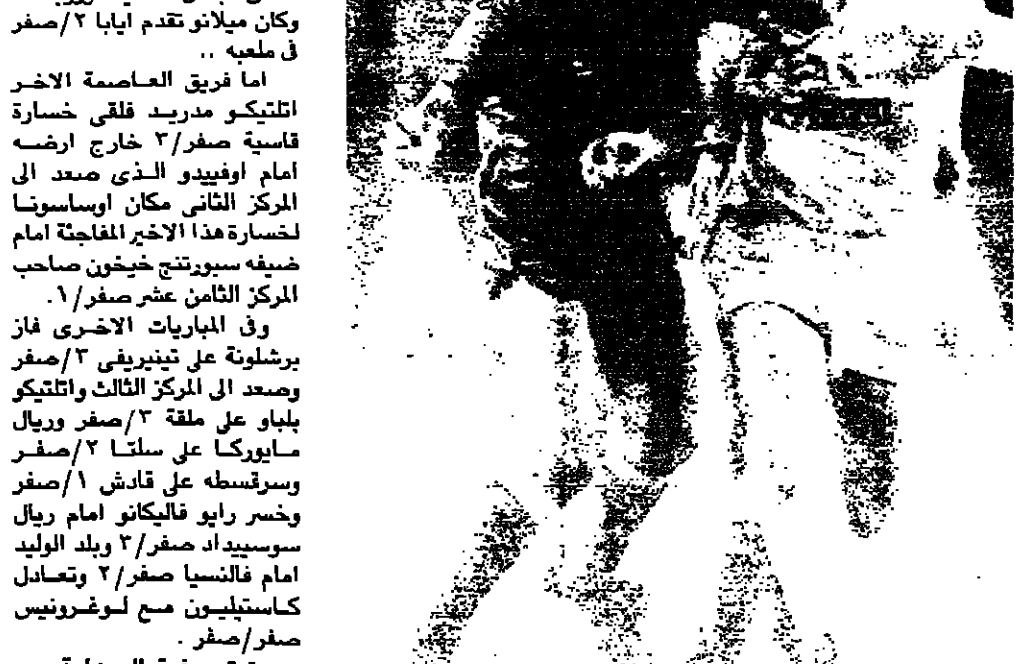 وكان ميلانو تقدم ايابا ٢/صفر
فى ملعبه ..
اما فريق العاصمة الاخر
اتلتيكو مدريد فلقى خسارة
قاسية صفر/٣ خارج ارضه
امام اوفييدو الذى صعد الى
المركز الثانى مكان اوساسونا
لخسارة هذا الاخير المفاجئة امام
ضيفه سبورتنج خيخون صاحب
المركز الثامن عشر صفر/١.
وفى المباريات الاخرى فاز
برشلونة على تينيريفى ٣/صفر
وصعد الى المركز الثالث واتلتيكو
بلباو على ملقة ٣/صفر وريال
مايوركا على سلتا ٢/صفر
وسرقسطه على قادش ١/صفر
وخسر رايو فاليكانو امام ريال
سوسييداد صفر/٣ وبلد الوليد
امام فالنسيا صفر/٢ وتعادل
كاستيليون مع لوغرونيس
صفر/صفر .